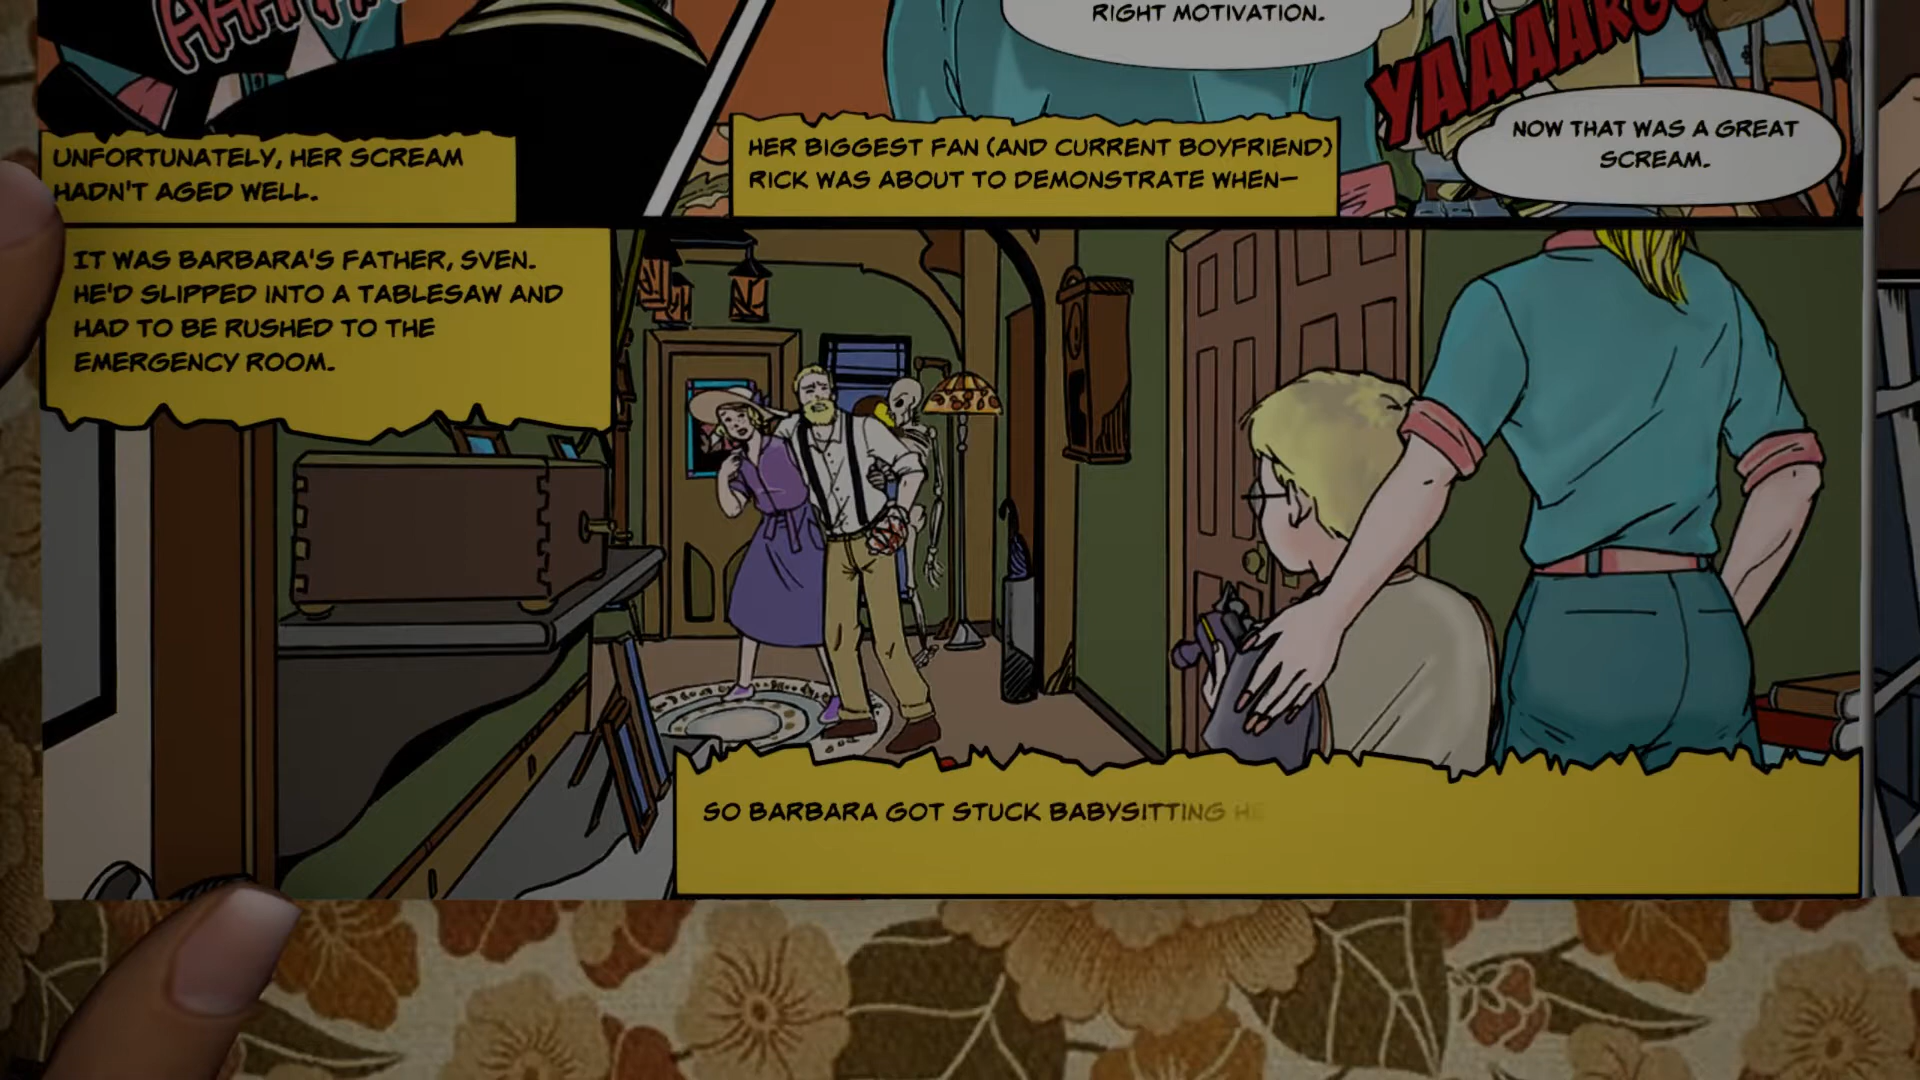 RIGHT MOTIVATION.
UNFORTUNATELY, HER SCREAM
HADN'T AGED WELL.
HER BIGGEST FAN (AND CURRENT BOYFRIEND)
RICK WAS ABOUT TO DEMONSTRATE WHEN—
NOW THAT WAS A GREAT
SCREAM.
IT WAS BARBARA'S FATHER, SVEN.
HE'D SLIPPED INTO A TABLESAW AND
HAD TO BE RUSHED TO THE
EMERGENCY ROOM.
SO BARBARA GOT STUCK BABYSITTING